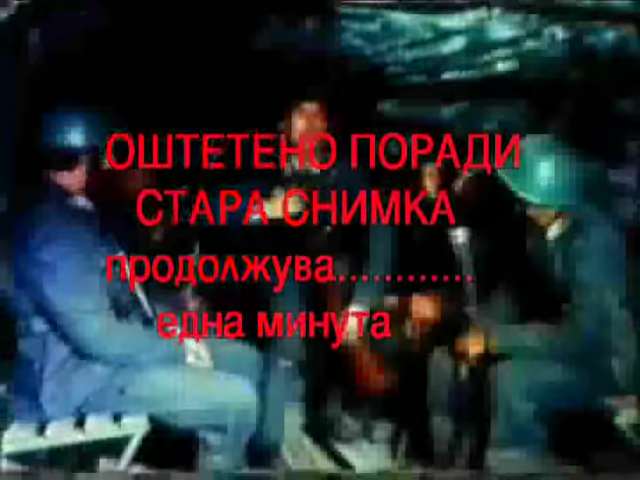 ОШТЕТЕНО ПОРАДИ
СТАРА СНИМКА
продолжува............
една минута